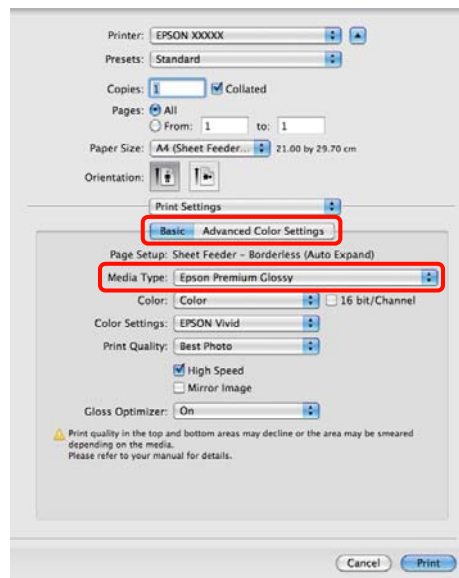 Printer: EPSON XXXXX
Presets: Standard
Copies: 1 Collated
Pages: All
From: 1 to: 1
Paper Size: A4 (Sheet Feeder... 21.00 by 29.70 cm
Orientation:
Print Settings
Basic Advanced Color Settings
Page Setup: Sheet Feeder - Borderless (Auto Expand)
Media Type: Epson Premium Glossy
Color: Color 16 bit/Channel
Color Settings: EPSON Vivid
Print Quality: Best Photo
High Speed
Mirror Image
Gloss Optimizer: On
Print quality in the top and bottom areas may decline or the area may be smeared
depending on the media.
Please refer to your manual for details.
Cancel Print